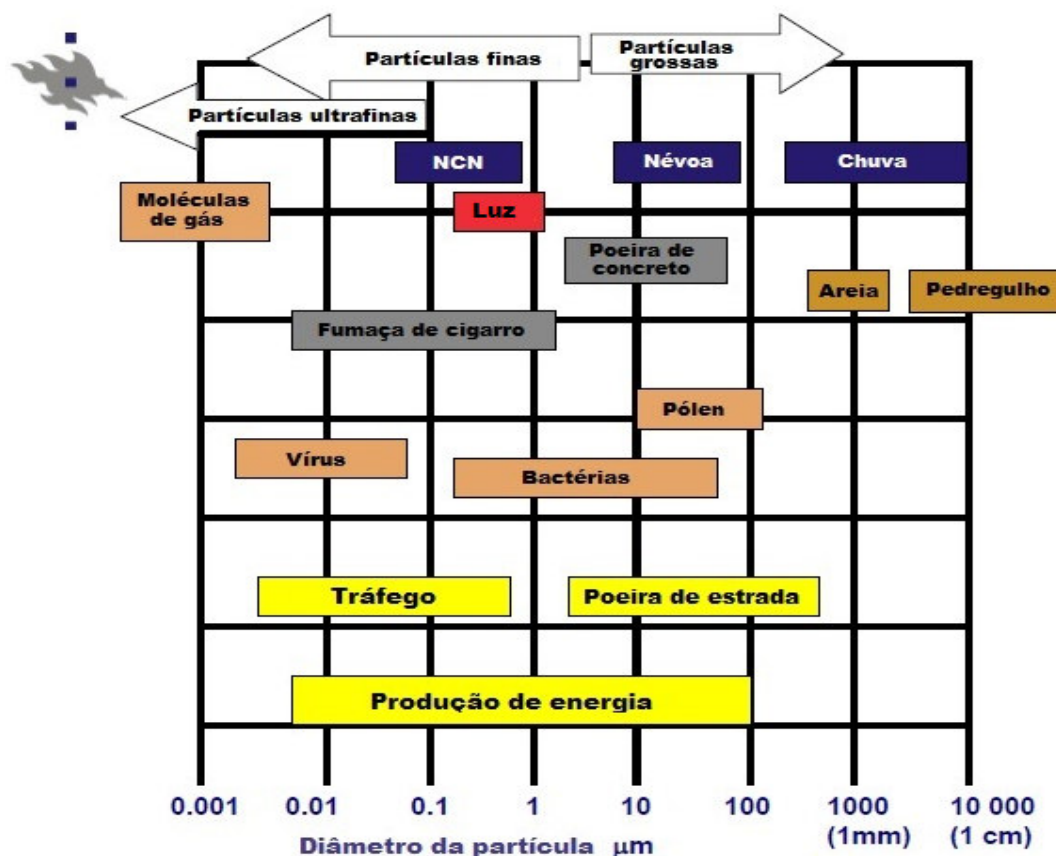 Partículas finas
Partículas
grossas
Partículas ultrafinas
NCN
Névoa
Chuva
Moléculas
de gás
Luz
Poeira de
concreto
Areia
Pedregulho
Fumaça de cigarro
Pólen
Vírus
Bactérias
Tráfego
Poeira de estrada
Produção de energia
0.001 0.01 0.1 1 10 100 1000 10 000
(1mm) (1 cm)
Diâmetro da partícula μm